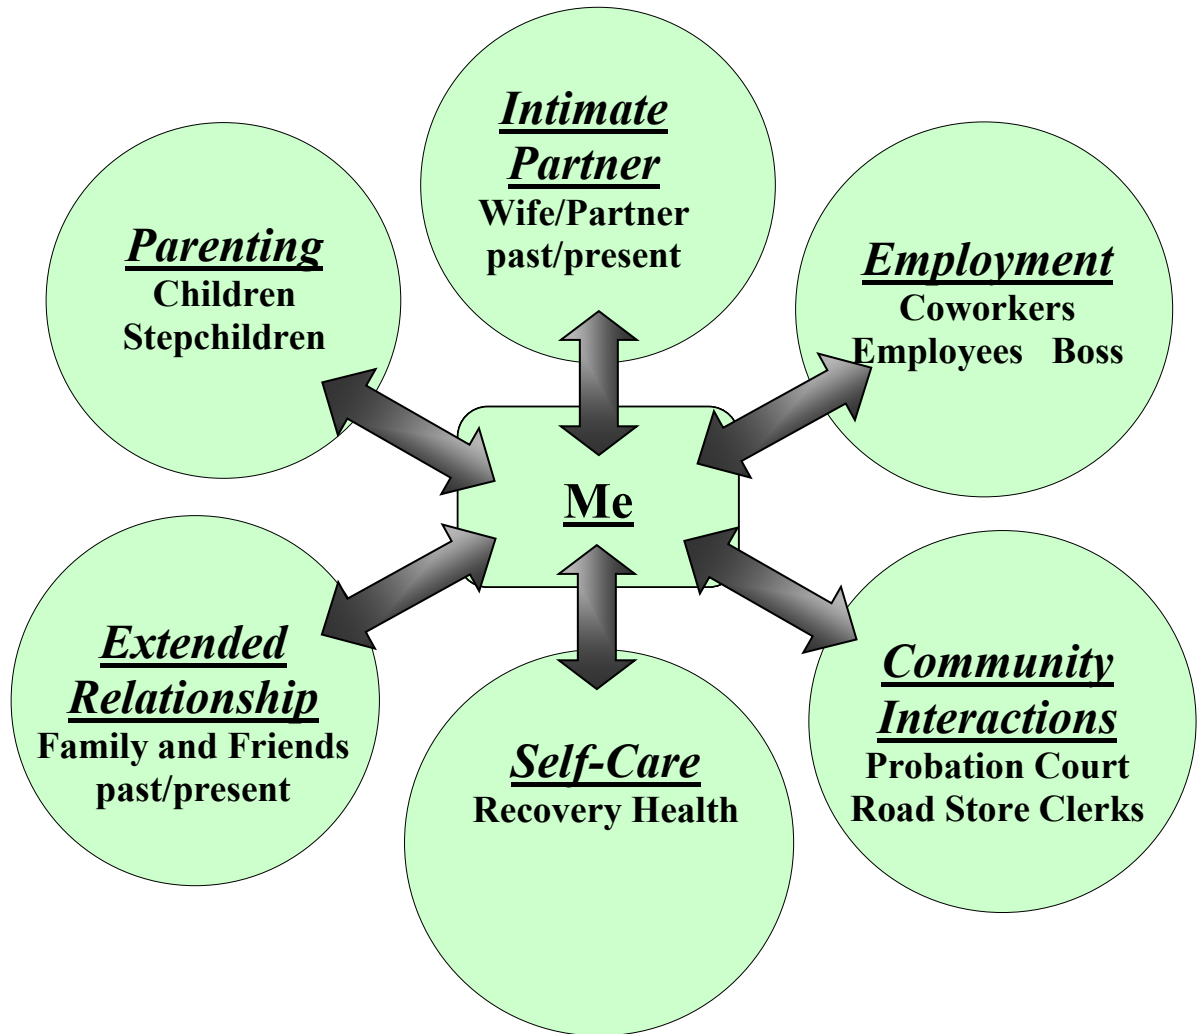 Intimate
Partner
Wife/Partner
past/present
Parenting
Children
Stepchildren
Employment
Coworkers
Employees   Boss
Me
Extended
Relationship
Family and Friends
past/present
Self-Care
Recovery Health
Community
Interactions
Probation Court
Road Store Clerks